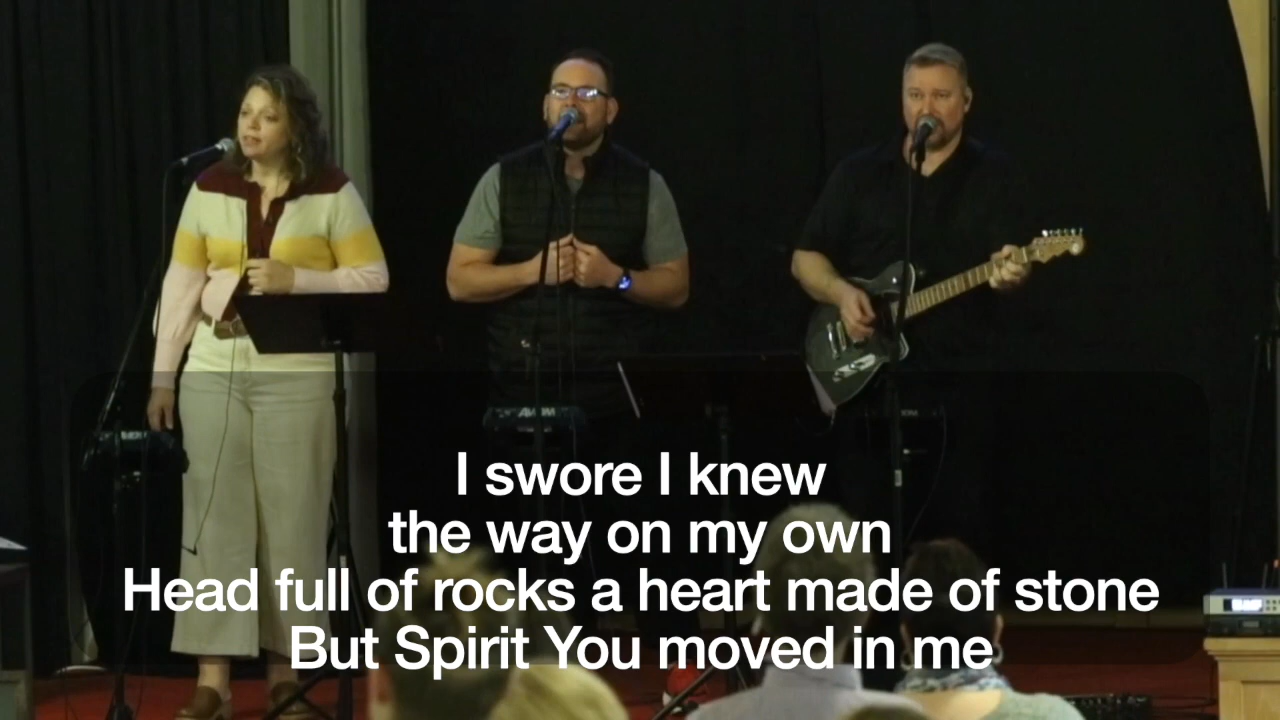 I swore I knew
the way on my own
Head full of rocks a heart made of stone
But Spirit You moved in me